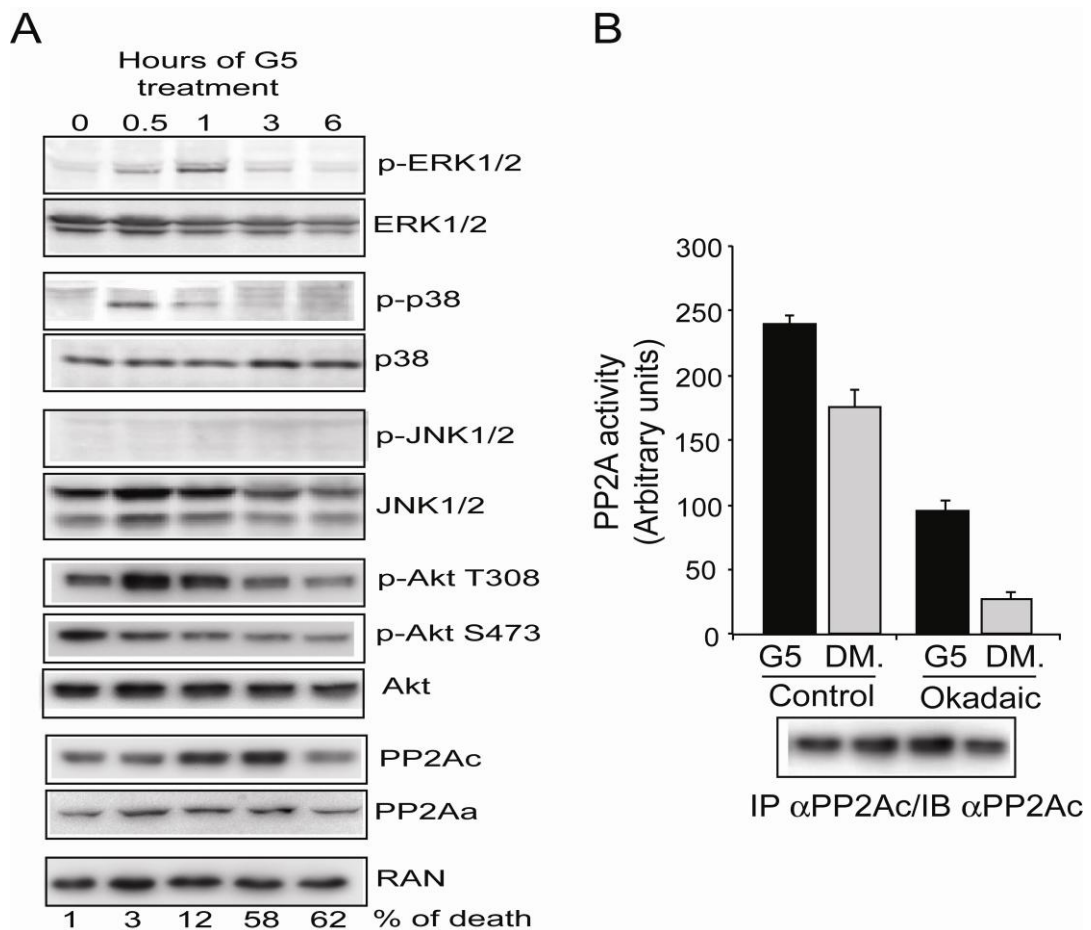 A
Hours of G5
treatment
0 0.5 1 3 6
p-ERK1/2
ERK1/2
p-p38
p38
p-JNK1/2
JNK1/2
p-Akt T308
p-Akt S473
Akt
PP2Ac
PP2Aa
RAN
1 3 12 58 62 % of death
B
PP2A activity
(Arbitrary units)
300
250
200
150
100
50
0
G5 DM. G5 DM.
Control Okadaic
IP αPP2Ac/IB αPP2Ac